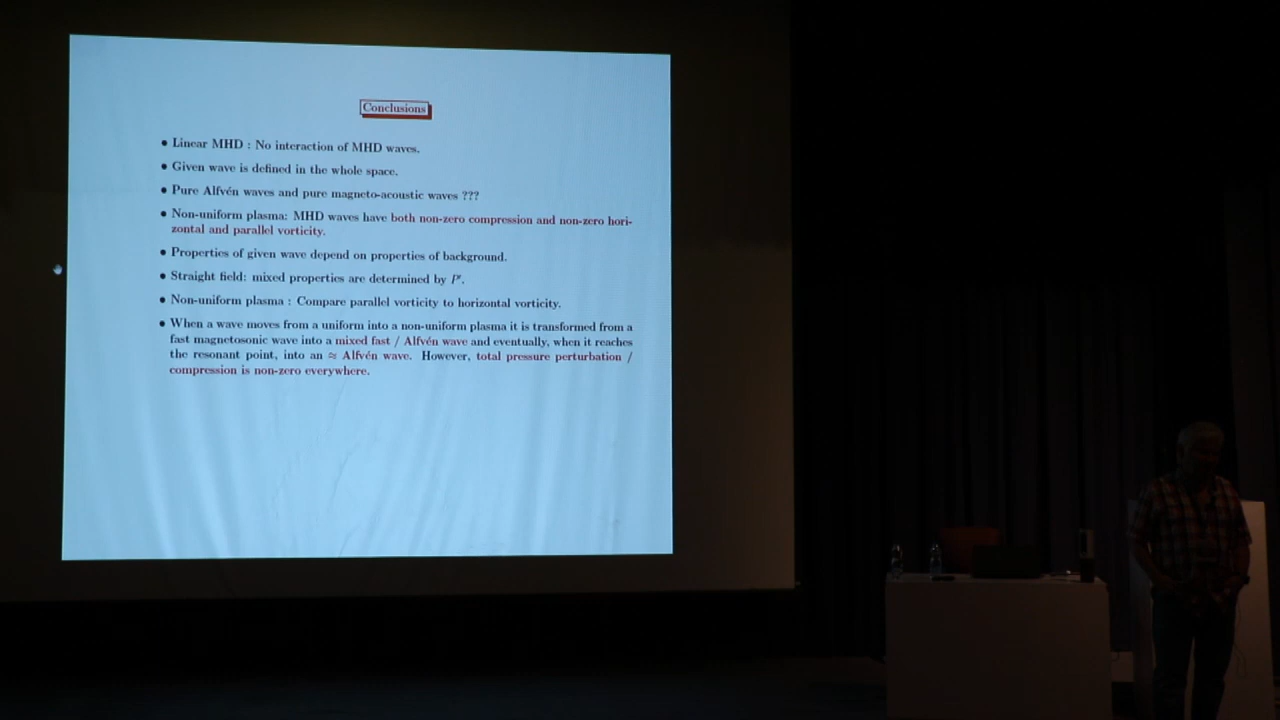 Conclusions
• Linear MHD : No interaction of MHD waves.
• Given wave is defined in the whole space.
• Pure Alfvén waves and pure magneto-acoustic waves ???
• Non-uniform plasma: MHD waves have both non-zero compression and non-zero hori-
zontal and parallel vorticity.
• Properties of given wave depend on properties of background.
• Straight field: mixed properties are determined by P'.
• Non-uniform plasma : Compare parallel vorticity to horizontal vorticity.
• When a wave moves from a uniform into a non-uniform plasma it is transformed from a
fast magnetosonic wave into a mixed fast / Alfvén wave and eventually, when it reaches
the resonant point, into an ≈ Alfvén wave. However, total pressure perturbation /
compression is non-zero everywhere.